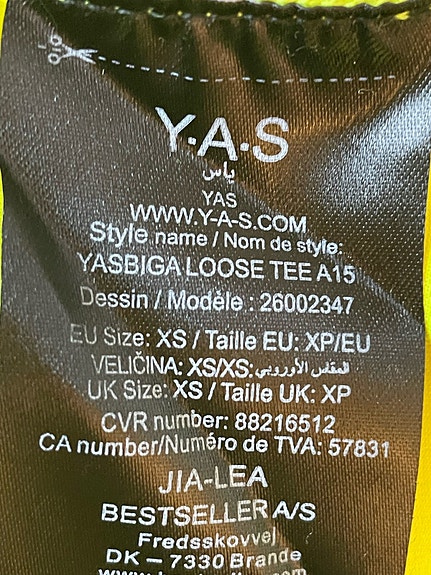 Y·A·S
ياس
YAS
WWW.Y-A-S.COM
Style name / Nom de style:
YASBIGA LOOSE TEE A15
Dessin / Modèle : 26002347
EU Size: XS / Taille EU: XP/EU
VELIČINA: XS/XS:المقاس الأوروبي
UK Size: XS / Taille UK: XP
CVR number: 88216512
CA number/Numéro de TVA: 57831
JIA-LEA
BESTSELLER A/S
Fredsskovvej
DK – 7330 Brande